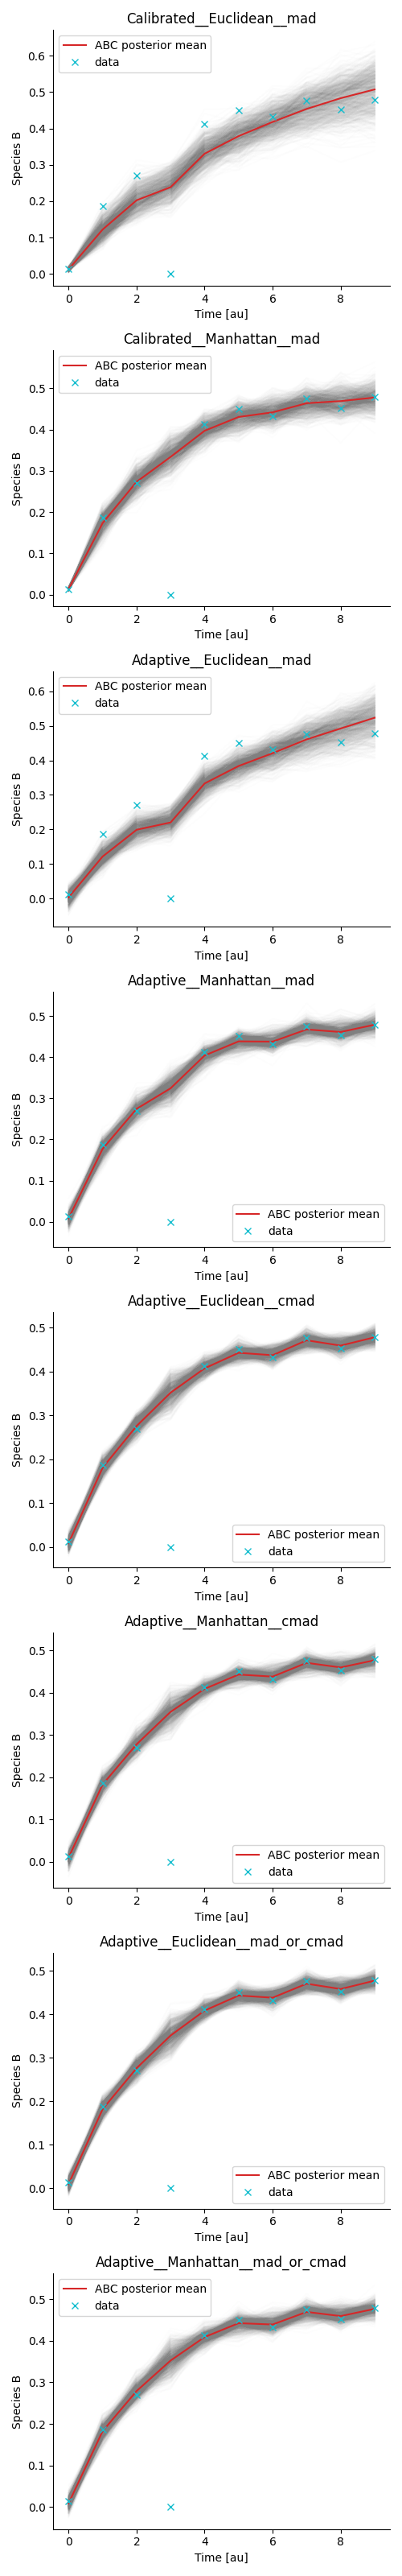 Calibrated__Euclidean__mad
ABC posterior mean
data
0.6
0.5
0.4
0.3
0.2
0.1
0.0
Species B
0 2 4 6 8
Time [au]
Calibrated__Manhattan__mad
ABC posterior mean
data
0.5
0.4
0.3
0.2
0.1
0.0
Species B
0 2 4 6 8
Time [au]
Adaptive__Euclidean__mad
ABC posterior mean
data
0.6
0.5
0.4
0.3
0.2
0.1
0.0
Species B
0 2 4 6 8
Time [au]
Adaptive__Manhattan__mad
0.5
0.4
0.3
0.2
0.1
0.0
Species B
ABC posterior mean
data
0 2 4 6 8
Time [au]
Adaptive__Euclidean__cmad
0.5
0.4
0.3
0.2
0.1
0.0
Species B
ABC posterior mean
data
0 2 4 6 8
Time [au]
Adaptive__Manhattan__cmad
0.5
0.4
0.3
0.2
0.1
0.0
Species B
ABC posterior mean
data
0 2 4 6 8
Time [au]
Adaptive__Euclidean__mad_or_cmad
0.5
0.4
0.3
0.2
0.1
0.0
Species B
ABC posterior mean
data
0 2 4 6 8
Time [au]
Adaptive__Manhattan__mad_or_cmad
ABC posterior mean
data
0.5
0.4
0.3
0.2
0.1
0.0
Species B
0 2 4 6 8
Time [au]